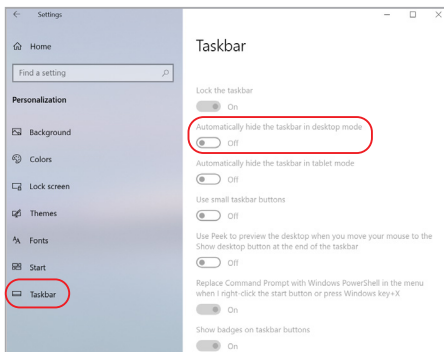 Settings
Home
Find a setting
Personalization
Background
Colors
Lock screen
Themes
Fonts
Start
Taskbar
Taskbar
Lock the taskbar
On
Automatically hide the taskbar in desktop mode
Off
Automatically hide the taskbar in tablet mode
Off
Use small taskbar buttons
Off
Use Peek to preview the desktop when you move your mouse to the
Show desktop button at the end of the taskbar
Off
Replace Command Prompt with Windows PowerShell in the menu
when I right-click the start button or press Windows key+X
On
Show badges on taskbar buttons
On